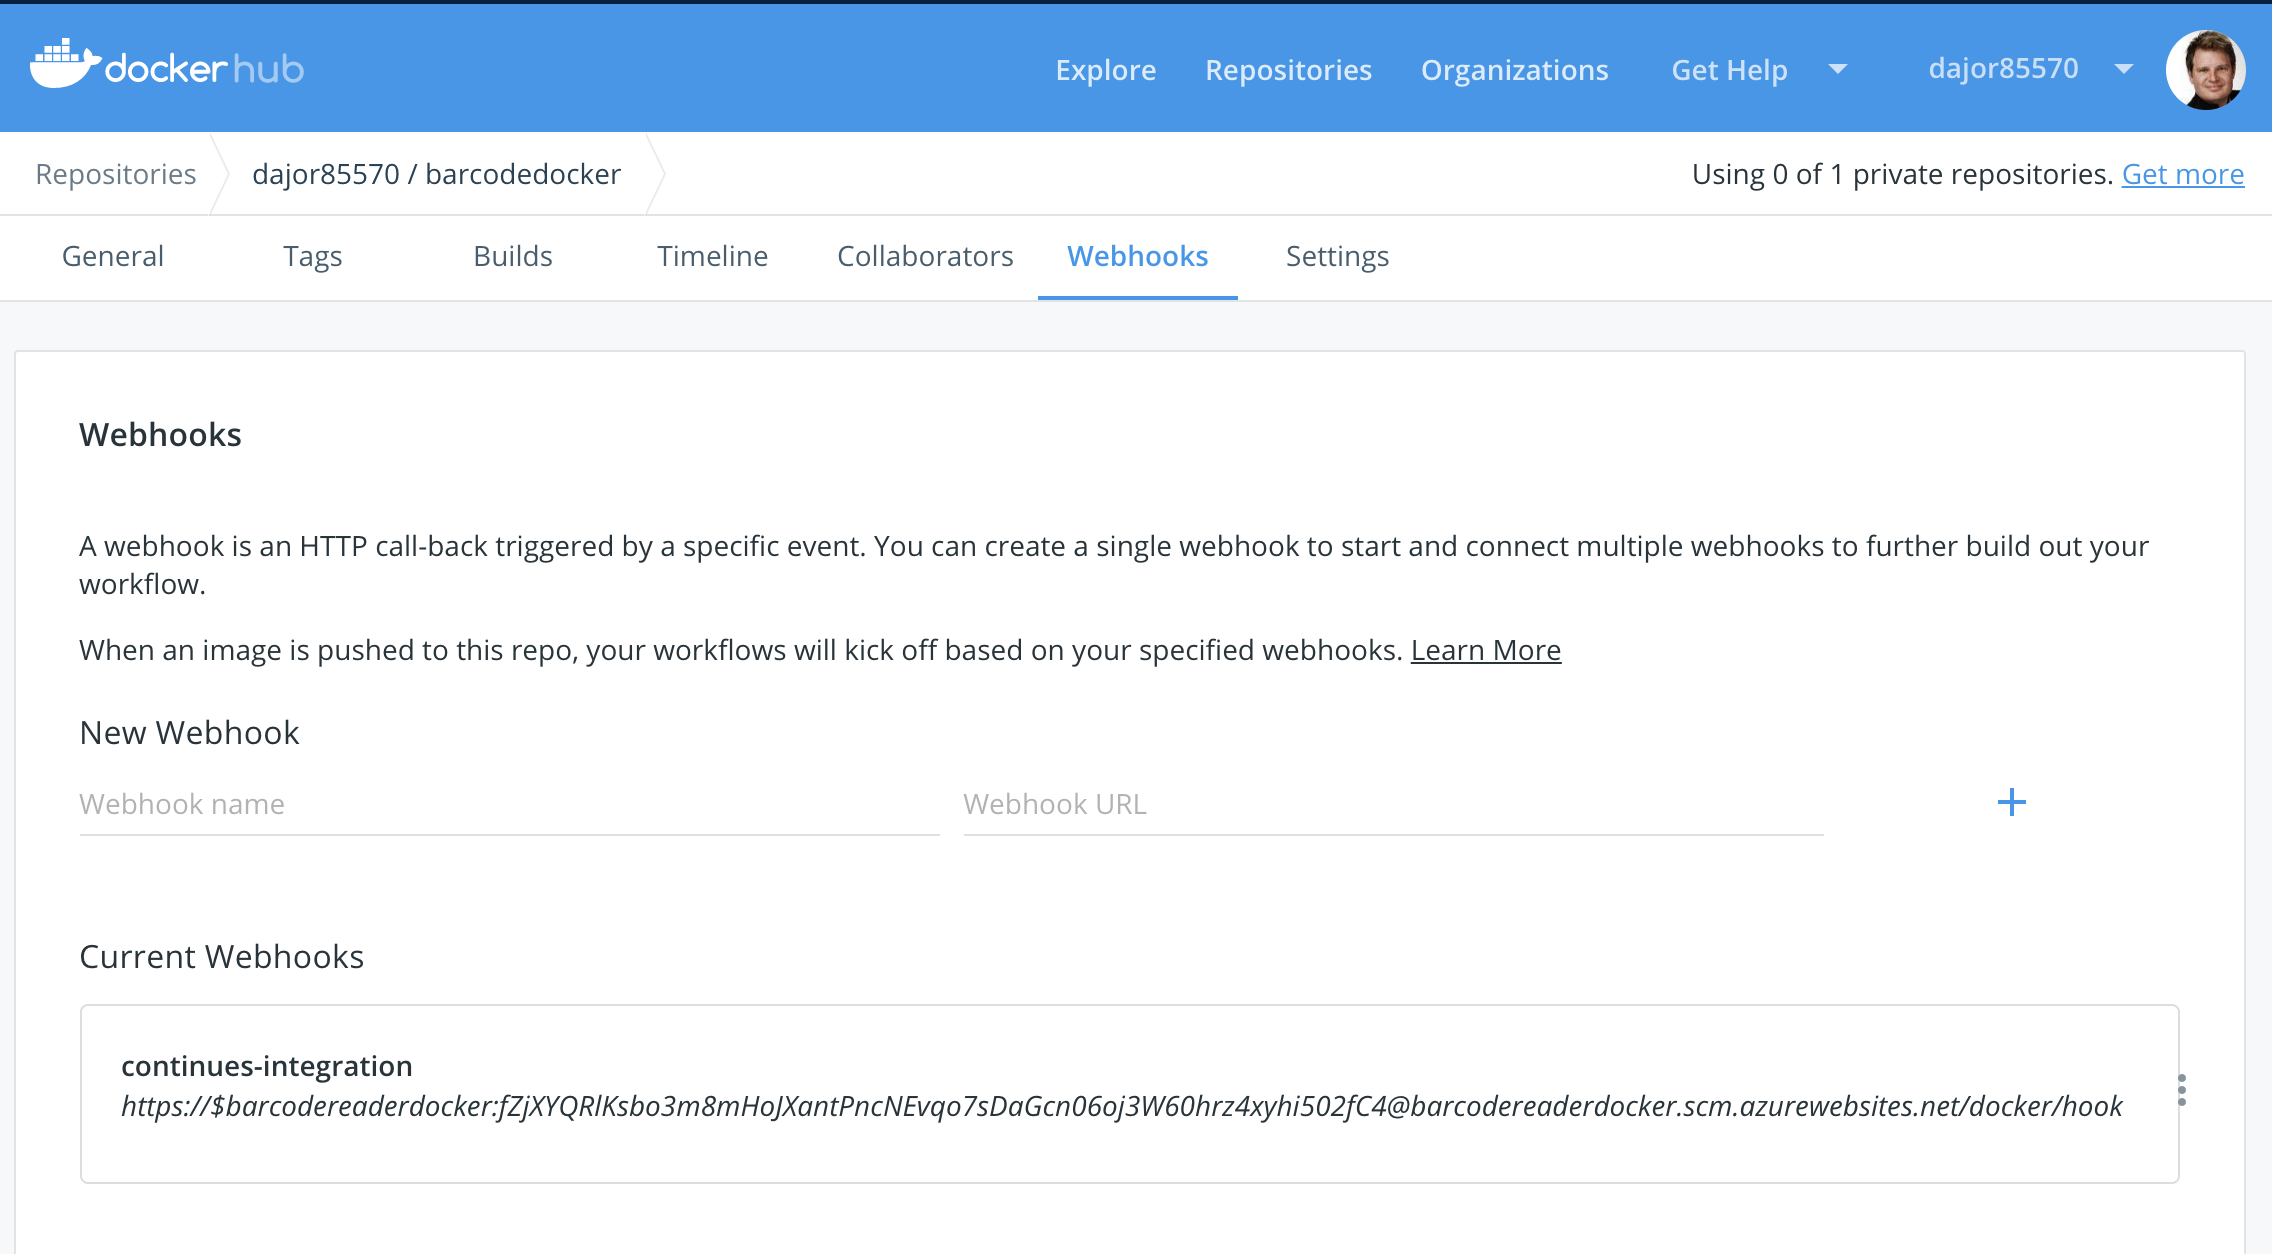 docker hub
Explore Repositories Organizations Get Help dajor85570
Repositories dajor85570 / barcodedocker Using 0 of 1 private repositories. Get more
General Tags Builds Timeline Collaborators Webhooks Settings
Webhooks
A webhook is an HTTP call-back triggered by a specific event. You can create a single webhook to start and connect multiple webhooks to further build out your
workflow.
When an image is pushed to this repo, your workflows will kick off based on your specified webhooks. Learn More
New Webhook
Webhook name Webhook URL
Current Webhooks
continues-integration
https://$barcodereaderdocker:fZjXYQRlKsbo3m8mHoJXantPncNEvqo7sDaGcn06oj3W60hrz4xyhi502fC4@barcodereaderdocker.scm.azurewebsites.net/docker/hook